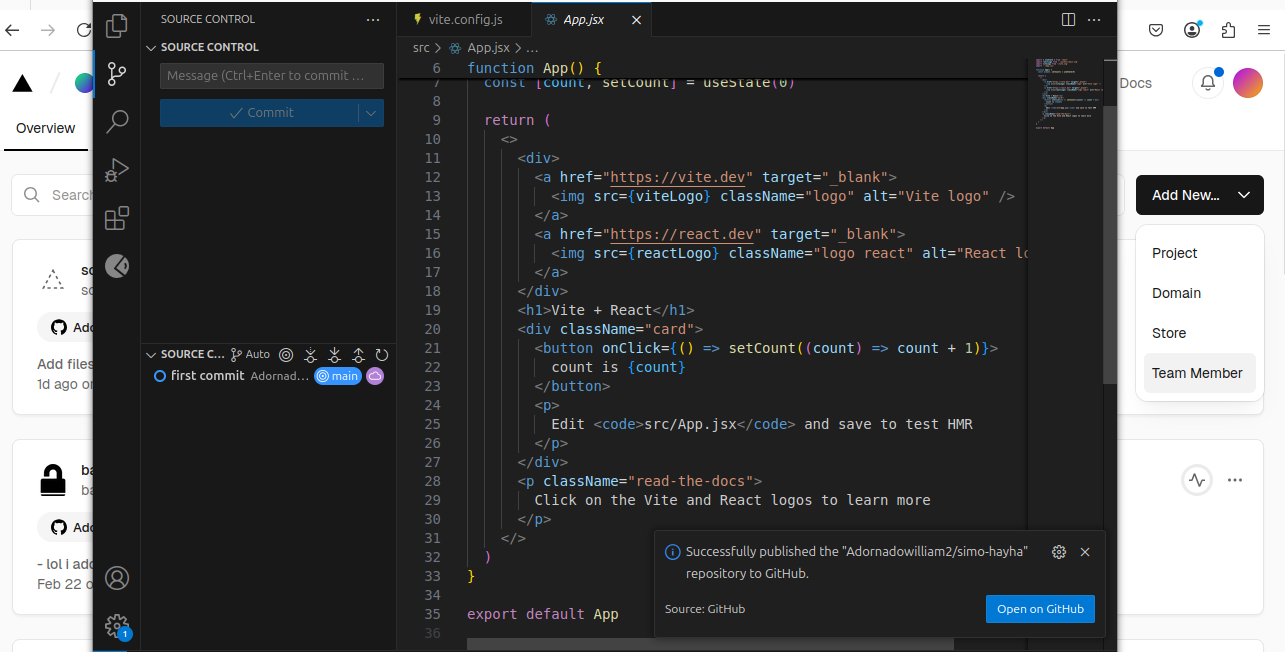 SOURCE CONTROL
SOURCE CONTROL
Message (Ctrl+Enter to commit ...
Commit
SOURCE C...
Auto
first commit Adornad... main
1
vite.config.js
App.jsx
src > App.jsx > ...
6 function App() {
7 const [count, setCount] = useState(0)
8
9 return (
10 <>
11 <div>
12 <a href="https://vite.dev" target="_blank">
13 <img src={viteLogo} className="logo" alt="Vite logo" />
14 </a>
15 <a href="https://react.dev" target="_blank">
16 <img src={reactLogo} className="logo react" alt="React lo
17 </a>
18 </div>
19 <h1>Vite + React</h1>
20 <div className="card">
21 <button onClick={() => setCount((count) => count + 1)}>
22 count is {count}
23 </button>
24 <p>
25 Edit <code>src/App.jsx</code> and save to test HMR
26 </p>
27 </div>
28 <p className="read-the-docs">
29 Click on the Vite and React logos to learn more
30 </p>
31 </>
32 )
33 }
34
35 export default App
36
Successfully published the "Adornadowilliam2/simo-hayha"
repository to GitHub.
Source: GitHub
Open on GitHub
Overview
Search
Add files
1d ago
- lol i
Feb 22
Docs
Add New...
Project
Domain
Store
Team Member